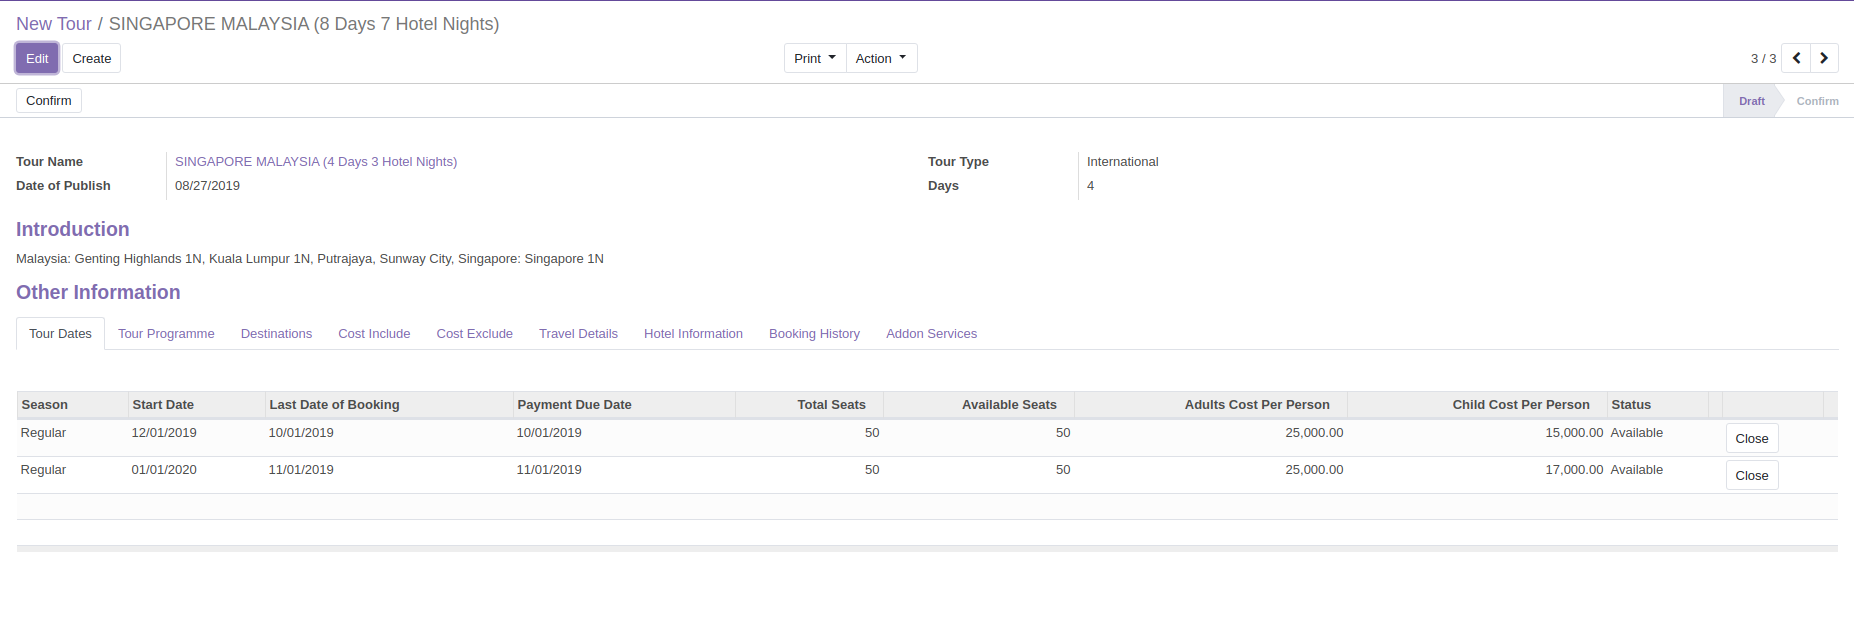 New Tour / SINGAPORE MALAYSIA (8 Days 7 Hotel Nights)
Edit Create Print Action 3 / 3
Confirm Draft Confirm
Tour Name SINGAPORE MALAYSIA (4 Days 3 Hotel Nights) Tour Type International
Date of Publish 08/27/2019 Days 4
Introduction
Malaysia: Genting Highlands 1N, Kuala Lumpur 1N, Putrajaya, Sunway City, Singapore: Singapore 1N
Other Information
Tour Dates Tour Programme Destinations Cost Include Cost Exclude Travel Details Hotel Information Booking History Addon Services
Season Start Date Last Date of Booking Payment Due Date Total Seats Available Seats Adults Cost Per Person Child Cost Per Person Status
Regular 12/01/2019 10/01/2019 10/01/2019 50 50 25,000.00 15,000.00 Available Close
Regular 01/01/2020 11/01/2019 11/01/2019 50 50 25,000.00 17,000.00 Available Close